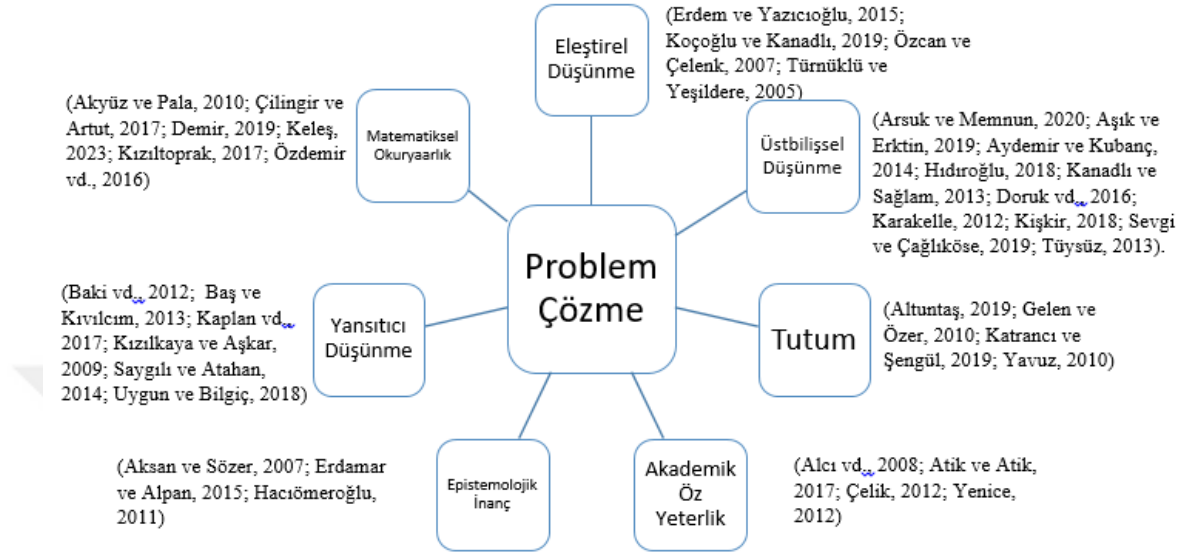 Eleştirel
Düşünme
(Erdem ve Yazıcıoğlu, 2015;
Koçoğlu ve Kanadlı, 2019; Özcan ve
Çelenk, 2007; Türnüklü ve
Yeşildere, 2005)
(Akyüz ve Pala, 2010; Çilingir ve
Artut, 2017; Demir, 2019; Keleş,
2023; Kızıltoprak, 2017; Özdemir
vd., 2016)
Matematiksel
Okuryaarlık
Üstbilişsel
Düşünme
(Arsuk ve Memnun, 2020; Aşık ve
Erktin, 2019; Aydemir ve Kubanç,
2014; Hıdıroğlu, 2018; Kanadlı ve
Sağlam, 2013; Doruk vd., 2016;
Karakelle, 2012; Kişkir, 2018; Sevgi
ve Çağlıköse, 2019; Tüysüz, 2013).
Problem
Çözme
(Baki vd., 2012;  Baş ve
Kıvılcım, 2013; Kaplan vd.,
2017; Kızılkaya ve Aşkar,
2009; Saygılı ve Atahan,
2014; Uygun ve Bilgiç, 2018)
Yansıtıcı
Düşünme
Tutum
(Altuntaş, 2019; Gelen ve
Özer, 2010; Katrancı ve
Şengül, 2019; Yavuz, 2010)
(Aksan ve Sözer, 2007; Erdamar
ve Alpan, 2015; Hacıömeroğlu,
2011)
Epistemolojik
İnanç
Akademik
Öz
Yeterlik
(Alcı vd., 2008; Atik ve Atik,
2017; Çelik, 2012; Yenice,
2012)